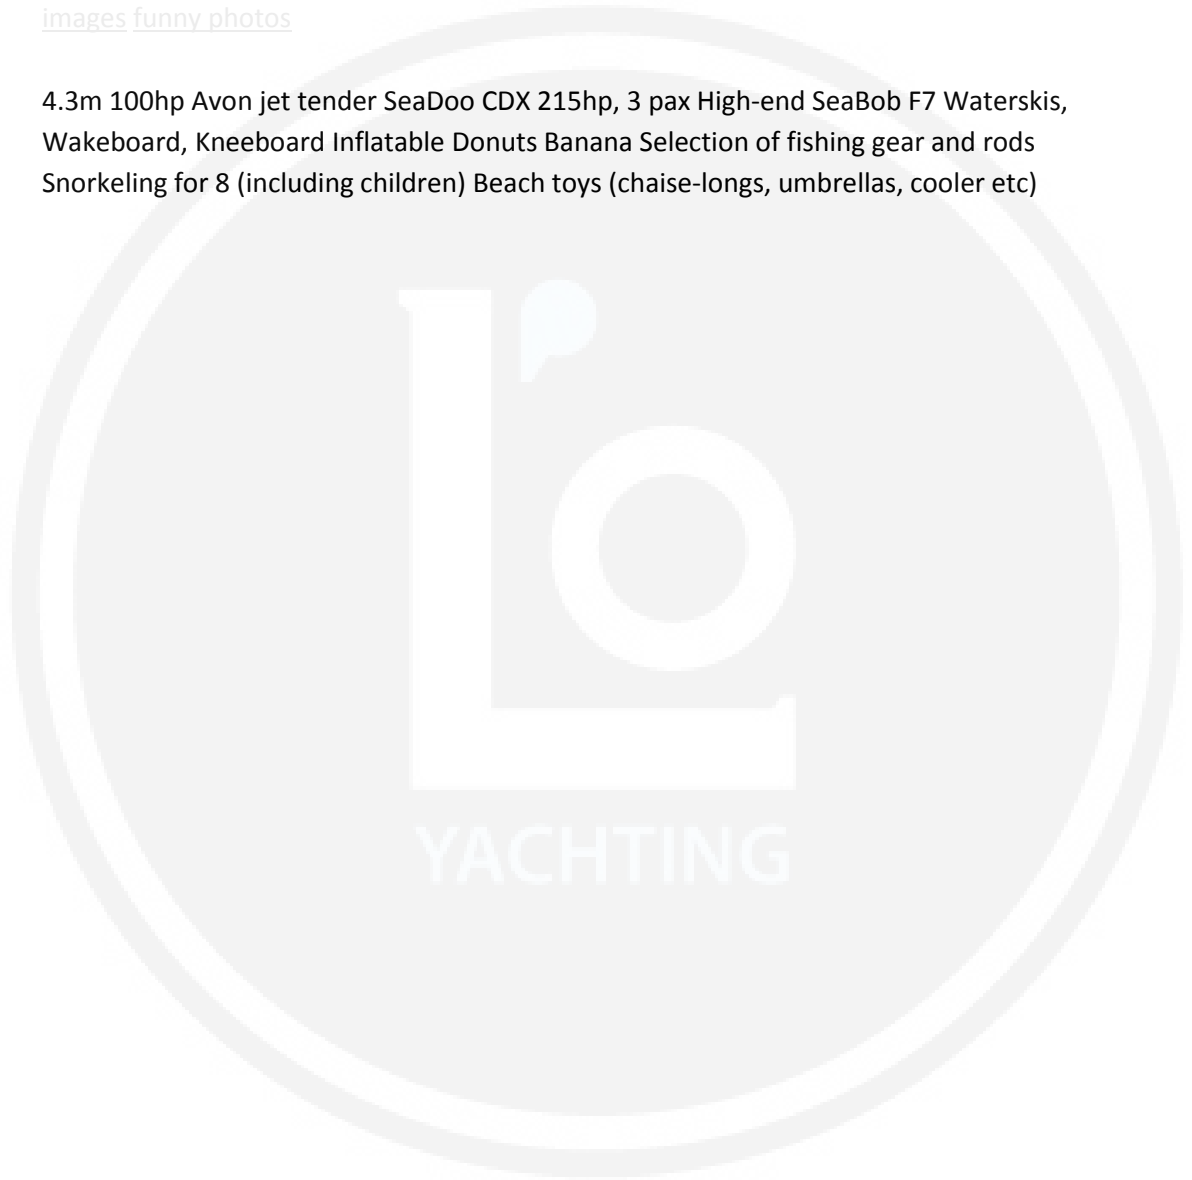 images funny photos
4.3m 100hp Avon jet tender SeaDoo CDX 215hp, 3 pax High-end SeaBob F7 Waterskis,
Wakeboard, Kneeboard Inflatable Donuts Banana Selection of fishing gear and rods
Snorkeling for 8 (including children) Beach toys (chaise-longs, umbrellas, cooler etc)
L'O
YACHTING